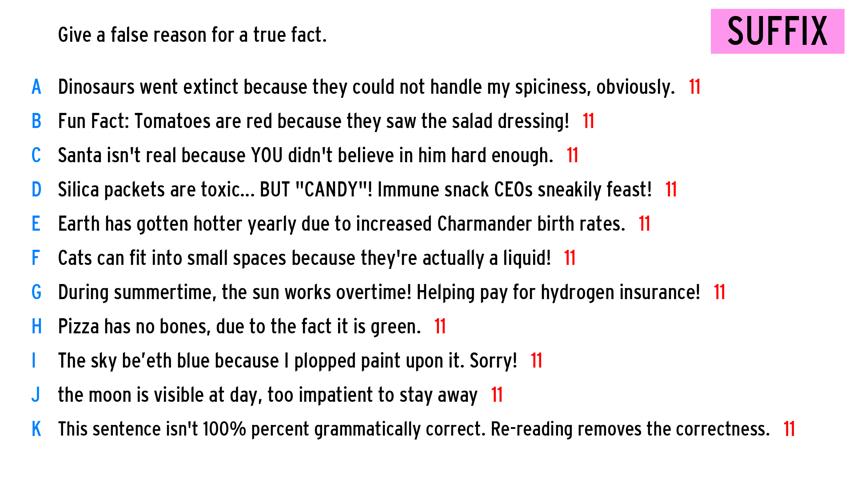 Give a false reason for a true fact.
SUFFIX
A Dinosaurs went extinct because they could not handle my spiciness, obviously. 11
B Fun Fact: Tomatoes are red because they saw the salad dressing! 11
C Santa isn't real because YOU didn't believe in him hard enough. 11
D Silica packets are toxic... BUT "CANDY"! Immune snack CEOs sneakily feast! 11
E Earth has gotten hotter yearly due to increased Charmander birth rates. 11
F Cats can fit into small spaces because they're actually a liquid! 11
G During summertime, the sun works overtime! Helping pay for hydrogen insurance! 11
H Pizza has no bones, due to the fact it is green. 11
I The sky be’eth blue because I plopped paint upon it. Sorry! 11
J the moon is visible at day, too impatient to stay away 11
K This sentence isn't 100% percent grammatically correct. Re-reading removes the correctness. 11